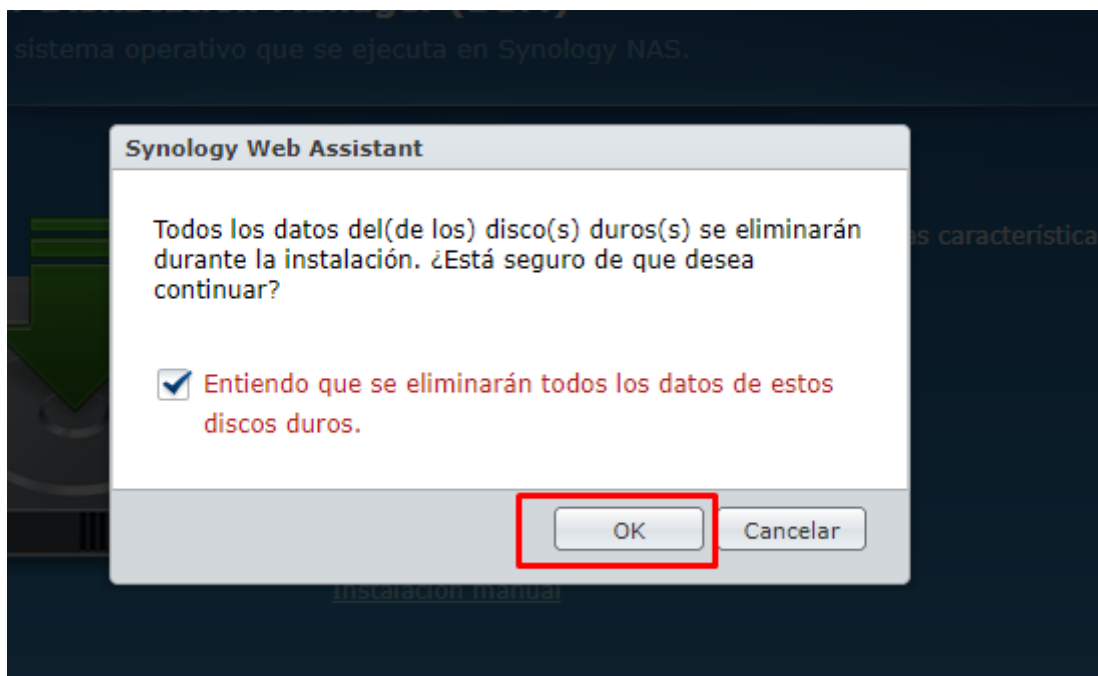 sistema operativo que se ejecuta en Synology NAS.
Synology Web Assistant
Todos los datos del(de los) disco(s) duros(s) se eliminarán
durante la instalación. ¿Está seguro de que desea
continuar?
as característica
Entiendo que se eliminarán todos los datos de estos
discos duros.
OK
Cancelar
Instalación manual